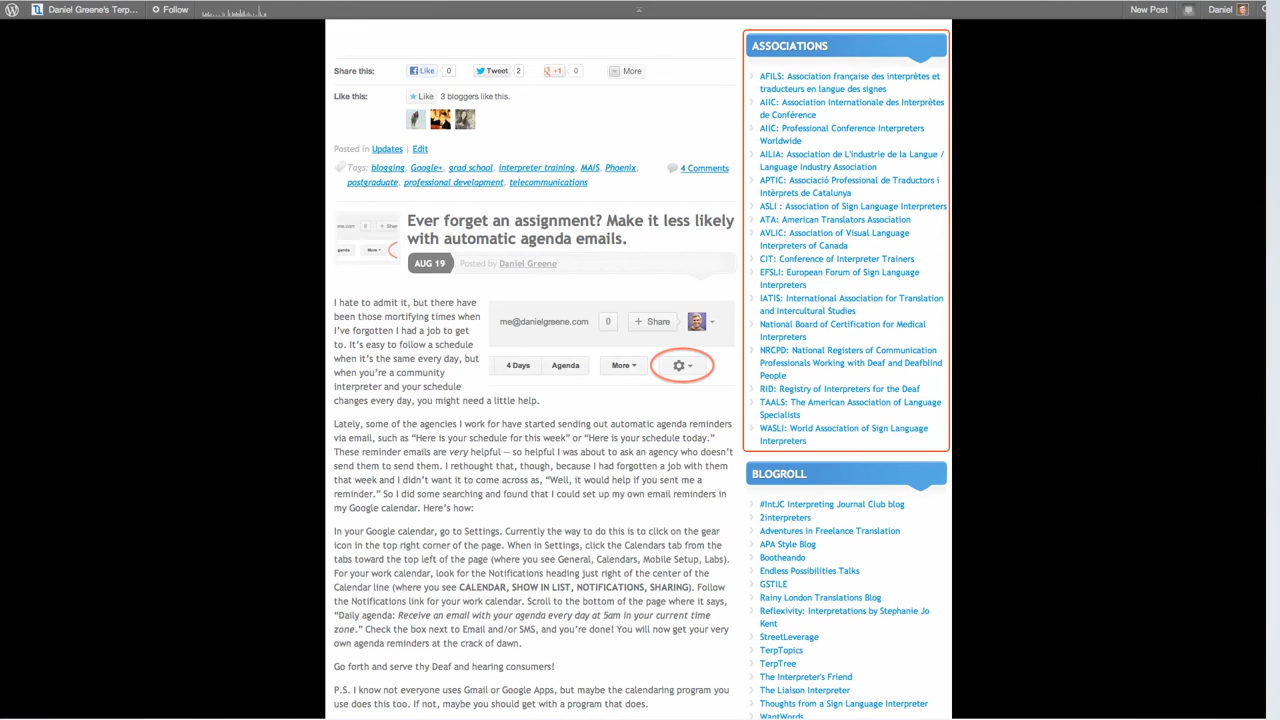 Daniel Greene's Terp... Follow New Post Daniel
Share this: Like 0 Tweet 2 +1 0 More
Like this: Like 3 bloggers like this.
Posted in Updates | Edit
Tags: blogging, Google+, grad school, interpreter training, MAIS, Phoenix,
postgraduate, professional development, telecommunications
4 Comments
Ever forget an assignment? Make it less likely
with automatic agenda emails.
AUG 19 Posted by Daniel Greene
I hate to admit it, but there have
been those mortifying times when
I've forgotten I had a job to get
to. It's easy to follow a schedule
when it's the same every day, but
when you're a community
interpreter and your schedule
changes every day, you might need a little help.
me@danielgreene.com 0 + Share
4 Days Agenda More
Lately, some of the agencies I work for have started sending out automatic agenda reminders
via email, such as “Here is your schedule for this week” or “Here is your schedule today.”
These reminder emails are very helpful — so helpful I was about to ask an agency who doesn't
send them to send them. I rethought that, though, because I had forgotten a job with them
that week and I didn't want it to come across as, “Well, it would help if you sent me a
reminder.” So I did some searching and found that I could set up my own email reminders in
my Google calendar. Here's how:
In your Google calendar, go to Settings. Currently the way to do this is to click on the gear
icon in the top right corner of the page. When in Settings, click the Calendars tab from the
tabs toward the top left of the page (where you see General, Calendars, Mobile Setup, Labs).
For your work calendar, look for the Notifications heading just right of the center of the
Calendar line (where you see CALENDAR, SHOW IN LIST, NOTIFICATIONS, SHARING). Follow
the Notifications link for your work calendar. Scroll to the bottom of the page where it says,
“Daily agenda: Receive an email with your agenda every day at 5am in your current time
zone.” Check the box next to Email and/or SMS, and you're done! You will now get your very
own agenda reminders at the crack of dawn.
Go forth and serve thy Deaf and hearing consumers!
P.S. I know not everyone uses Gmail or Google Apps, but maybe the calendaring program you
use does this too. If not, maybe you should get with a program that does.
ASSOCIATIONS
AFILS: Association française des interprètes et
traducteurs en langue des signes
AIIC: Association Internationale des Interprètes
de Conférence
AIIC: Professional Conference Interpreters
Worldwide
AILIA: Association de L'industrie de la Langue /
Language Industry Association
APTIC: Associació Professional de Traductors i
Intèrprets de Catalunya
ASLI : Association of Sign Language Interpreters
ATA: American Translators Association
AVLIC: Association of Visual Language
Interpreters of Canada
CIT: Conference of Interpreter Trainers
EFSLI: European Forum of Sign Language
Interpreters
IATIS: International Association for Translation
and Intercultural Studies
National Board of Certification for Medical
Interpreters
NRCPD: National Registers of Communication
Professionals Working with Deaf and Deafblind
People
RID: Registry of Interpreters for the Deaf
TAALS: The American Association of Language
Specialists
WASLI: World Association of Sign Language
Interpreters
BLOGROLL
#IntJC Interpreting Journal Club blog
2interpreters
Adventures in Freelance Translation
APA Style Blog
Bootheando
Endless Possibilities Talks
GSTILE
Rainy London Translations Blog
Reflexivity: Interpretations by Stephanie Jo
Kent
StreetLeverage
TerpTopics
TerpTree
The Interpreter's Friend
The Liaison Interpreter
Thoughts from a Sign Language Interpreter
WantWords